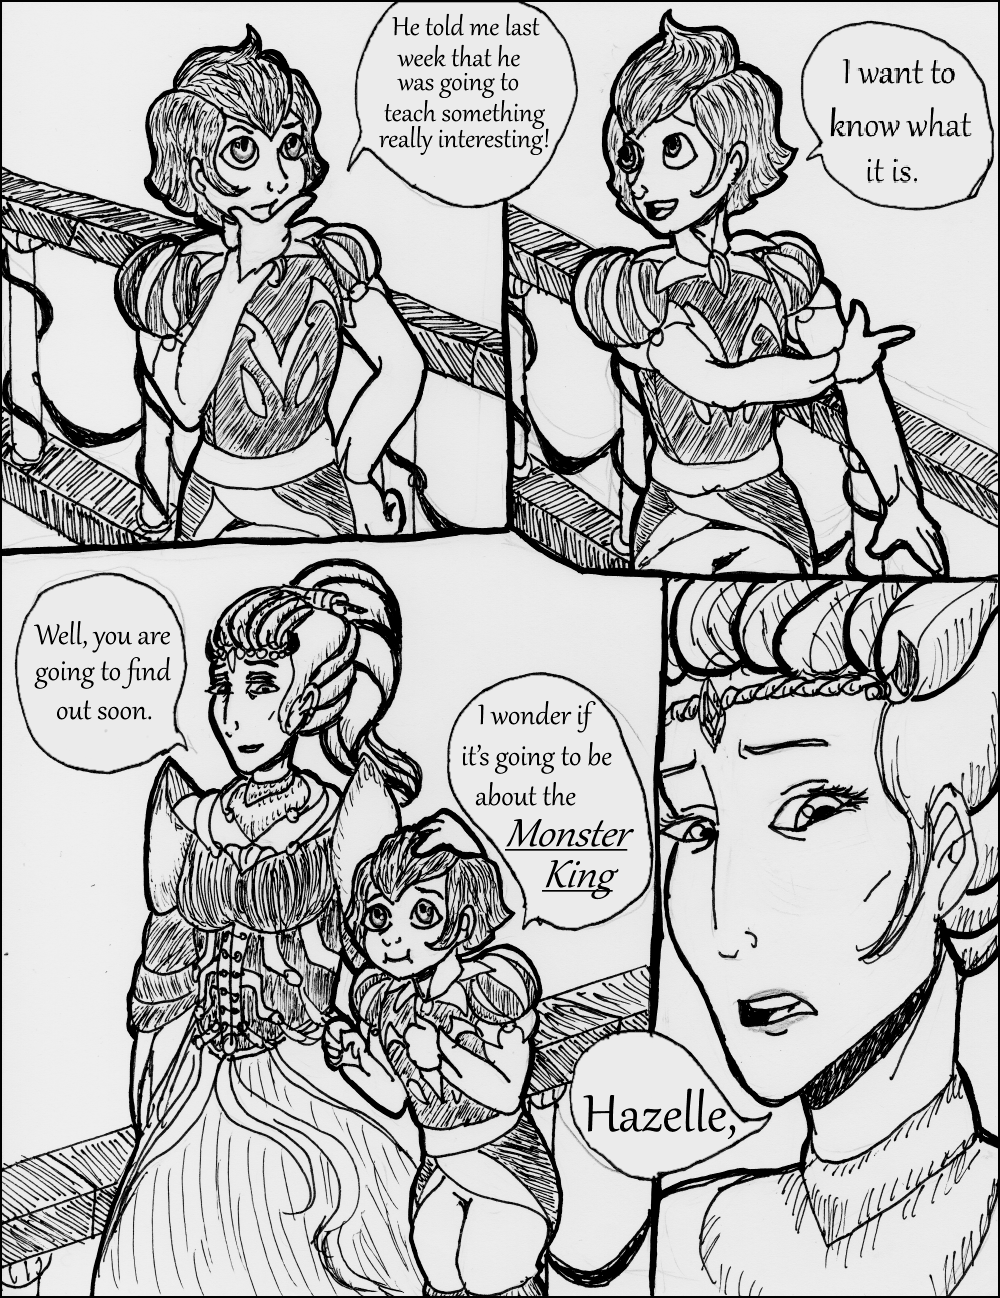 He told me last
week that he
was going to
teach something
really interesting!
I want to
know what
it is.
Well, you are
going to find
out soon.
I wonder if
it's going to be
about the
Monster
King
Hazelle,